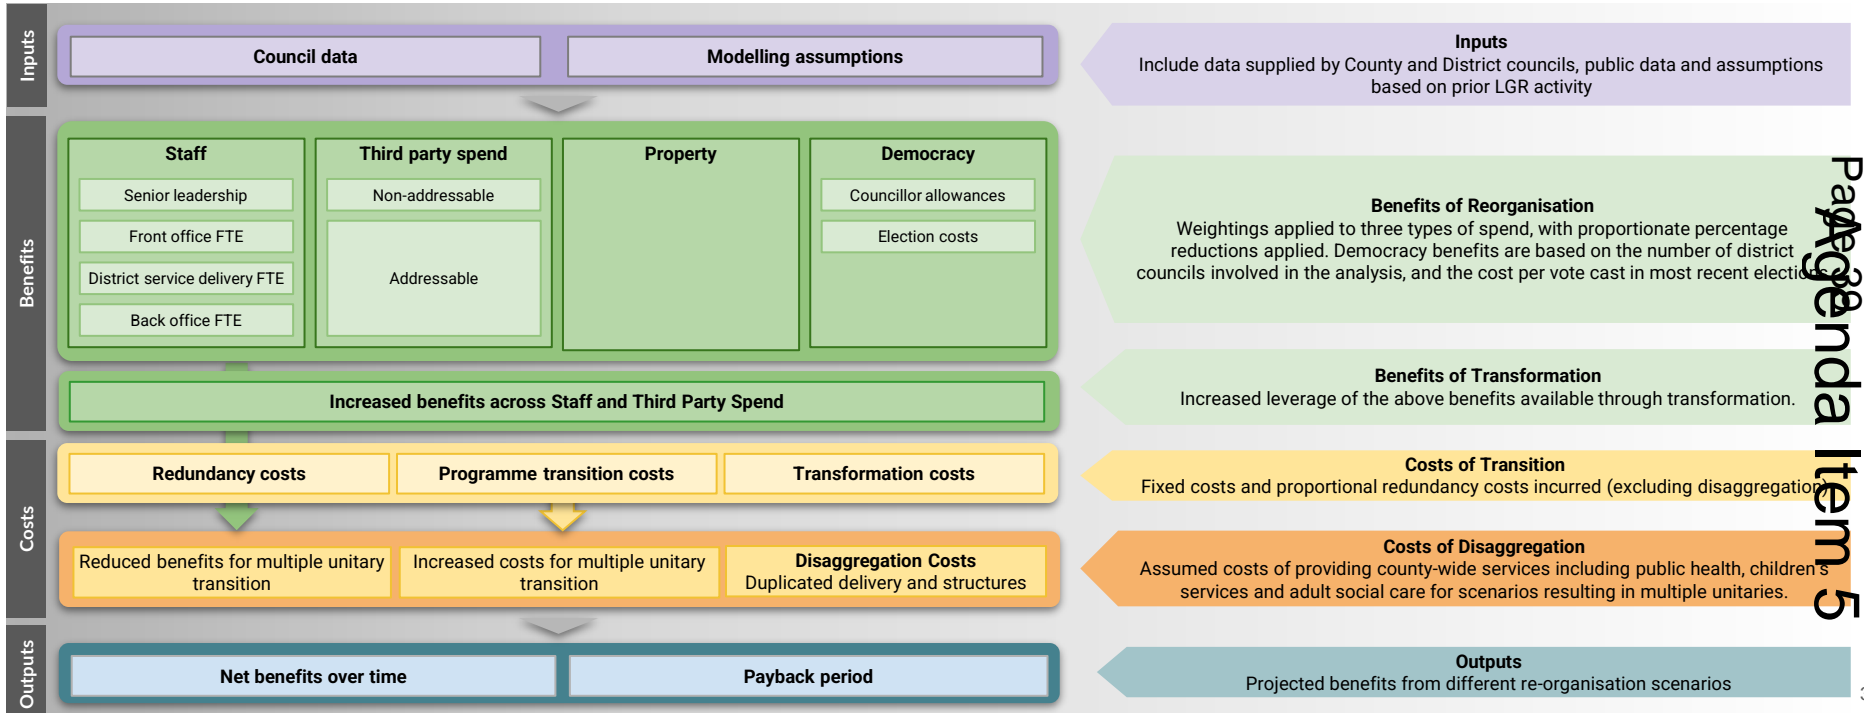 Inputs
Council data
Modelling assumptions
Inputs
Include data supplied by County and District councils, public data and assumptions
based on prior LGR activity
Benefits
Staff
Senior leadership
Front office FTE
District service delivery FTE
Back office FTE
Third party spend
Non-addressable
Addressable
Property
Democracy
Councillor allowances
Election costs
Benefits of Reorganisation
Weightings applied to three types of spend, with proportionate percentage
reductions applied. Democracy benefits are based on the number of district
councils involved in the analysis, and the cost per vote cast in most recent elections
Increased benefits across Staff and Third Party Spend
Benefits of Transformation
Increased leverage of the above benefits available through transformation.
Costs
Redundancy costs
Programme transition costs
Transformation costs
Costs of Transition
Fixed costs and proportional redundancy costs incurred (excluding disaggregation)
Reduced benefits for multiple unitary
transition
Increased costs for multiple unitary
transition
Disaggregation Costs
Duplicated delivery and structures
Costs of Disaggregation
Assumed costs of providing county-wide services including public health, children's
services and adult social care for scenarios resulting in multiple unitaries.
Outputs
Net benefits over time
Payback period
Outputs
Projected benefits from different re-organisation scenarios
Page 39
Agenda Item 5